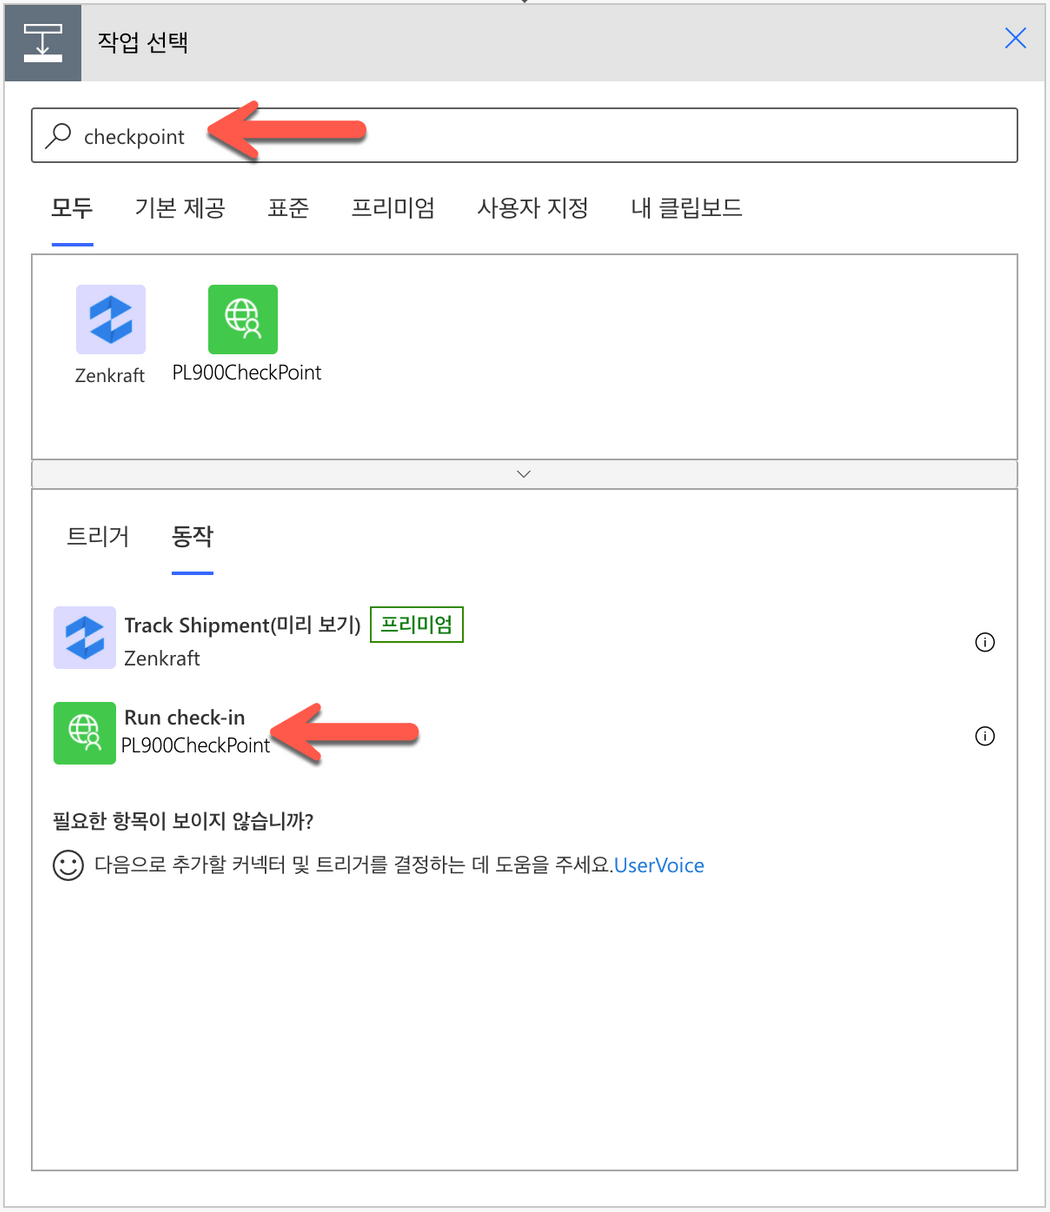 작업 선택
checkpoint
모두 기본 제공 표준 프리미엄 사용자 지정 내 클립보드
Zenkraft PL900CheckPoint
트리거 동작
Track Shipment(미리 보기) 프리미엄
Zenkraft
Run check-in
PL900CheckPoint
필요한 항목이 보이지 않습니까?
다음으로 추가할 커넥터 및 트리거를 결정하는 데 도움을 주세요.UserVoice